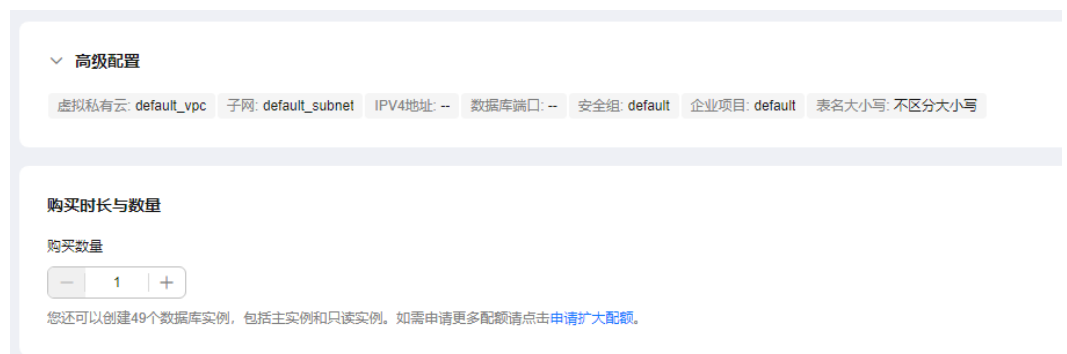 高级配置
虚拟私有云: default_vpc 子网: default_subnet IPV4地址: -- 数据库端口: -- 安全组: default 企业项目: default 表名大小写: 不区分大小写
购买时长与数量
购买数量
1
您还可以创建49个数据库实例，包括主实例和只读实例。如需申请更多配额请点击申请扩大配额。